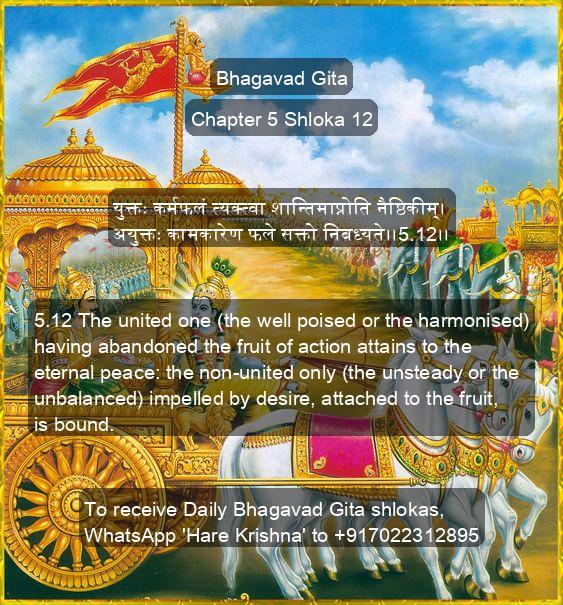 Bhagavad Gita
Chapter 5 Shloka 12
युक्तः कर्मफलं त्यक्त्वा शान्तिमाप्नोति नैष्ठिकीम्।
अयुक्तः कामकारेण फले सक्तो निबध्यते।।5.12।।
5.12 The united one (the well poised or the harmonised)
having abandoned the fruit of action attains to the
eternal peace: the non-united only (the unsteady or the
unbalanced) impelled by desire, attached to the fruit,
is bound.
To receive Daily Bhagavad Gita shlokas,
WhatsApp 'Hare Krishna' to +917022312895